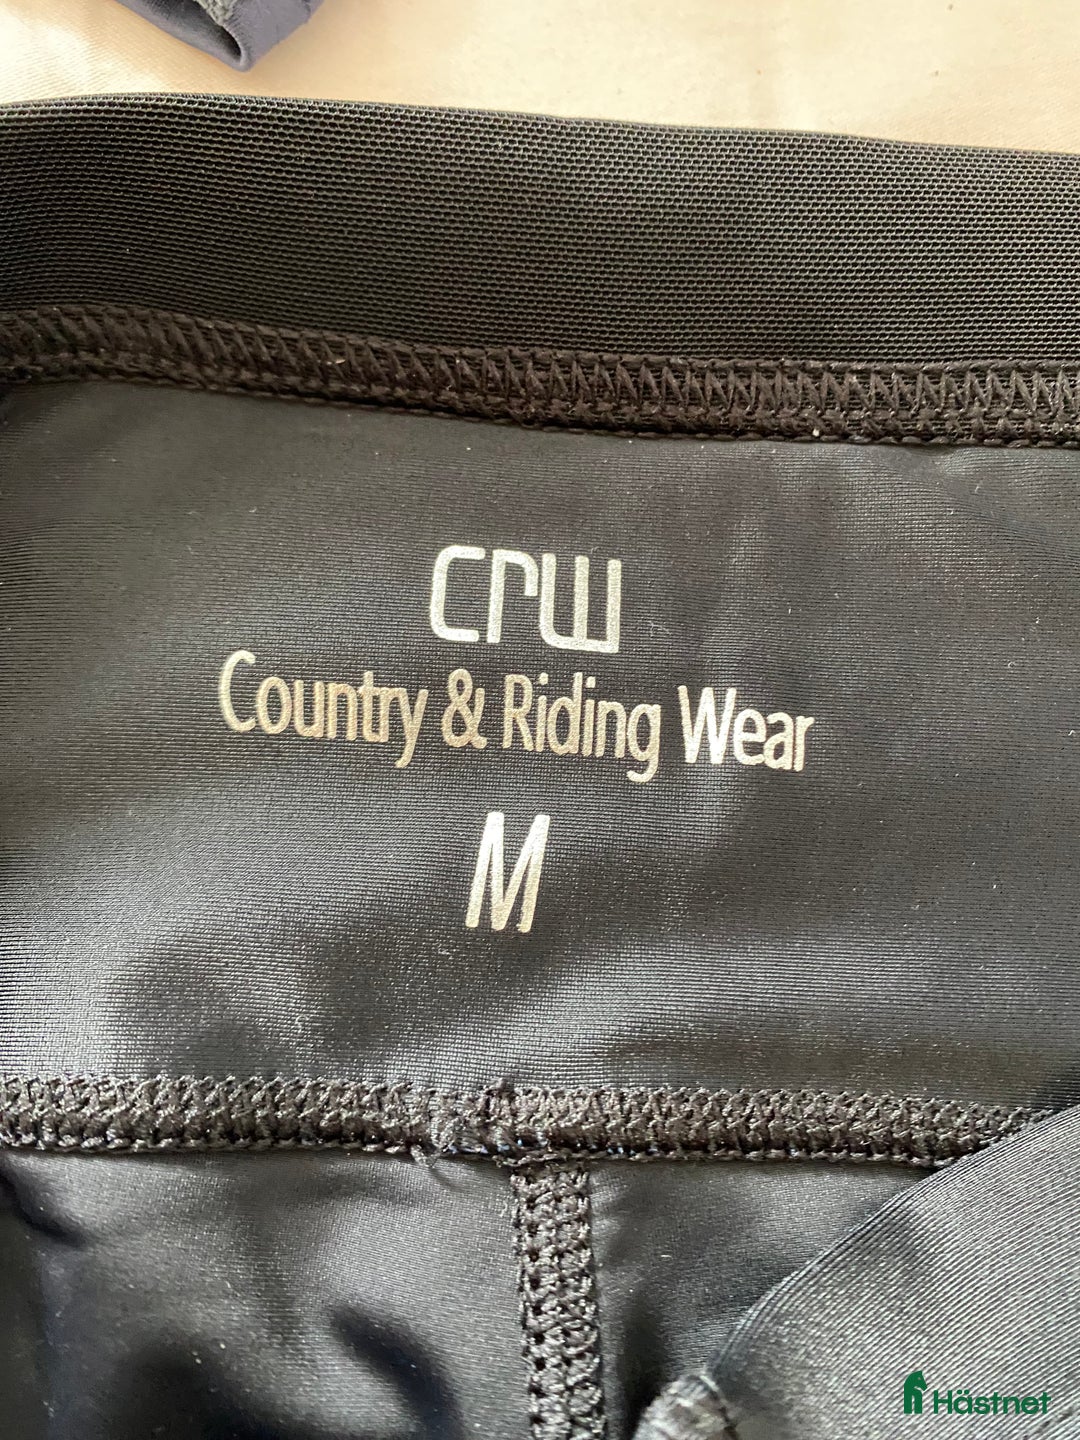 crw
Country & Riding Wear
M
Hästnet